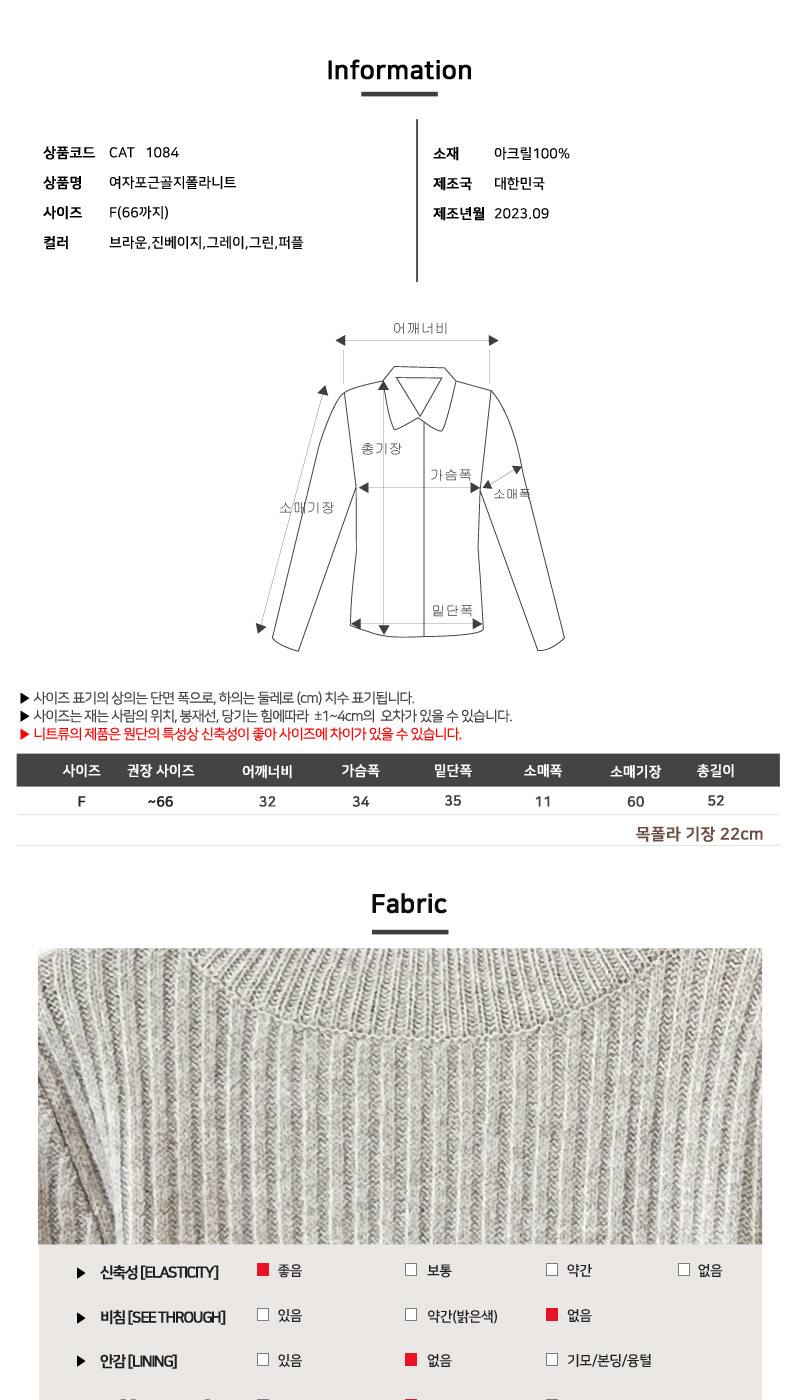 Information
상품코드 CAT 1084
상품명 여자포근골지폴라니트
사이즈 F(66까지)
컬러 브라운,진베이지,그레이,그린,퍼플
소재 아크릴100%
제조국 대한민국
제조년월 2023.09
어깨너비
총기장
가슴폭
소매폭
소매기장
밑단폭
▶ 사이즈 표기의 상의는 단면 폭으로, 하의는 둘레로 (cm) 치수 표기됩니다.
▶ 사이즈는 재는 사람의 위치, 봉재선, 당기는 힘에따라 ±1~4cm의 오차가 있을 수 있습니다.
▶ 니트류의 제품은 원단의 특성상 신축성이 좋아 사이즈에 차이가 있을 수 있습니다.
사이즈 권장 사이즈 어깨너비 가슴폭 밑단폭 소매폭 소매기장 총길이
F ~66 32 34 35 11 60 52
목폴라 기장 22cm
Fabric
▶ 신축성 [ELASTICITY] 좋음 보통 약간 없음
▶ 비침 [SEE THROUGH] 있음 약간(밝은색) 없음
▶ 안감 [LINING] 있음 없음 기모/본딩/융털